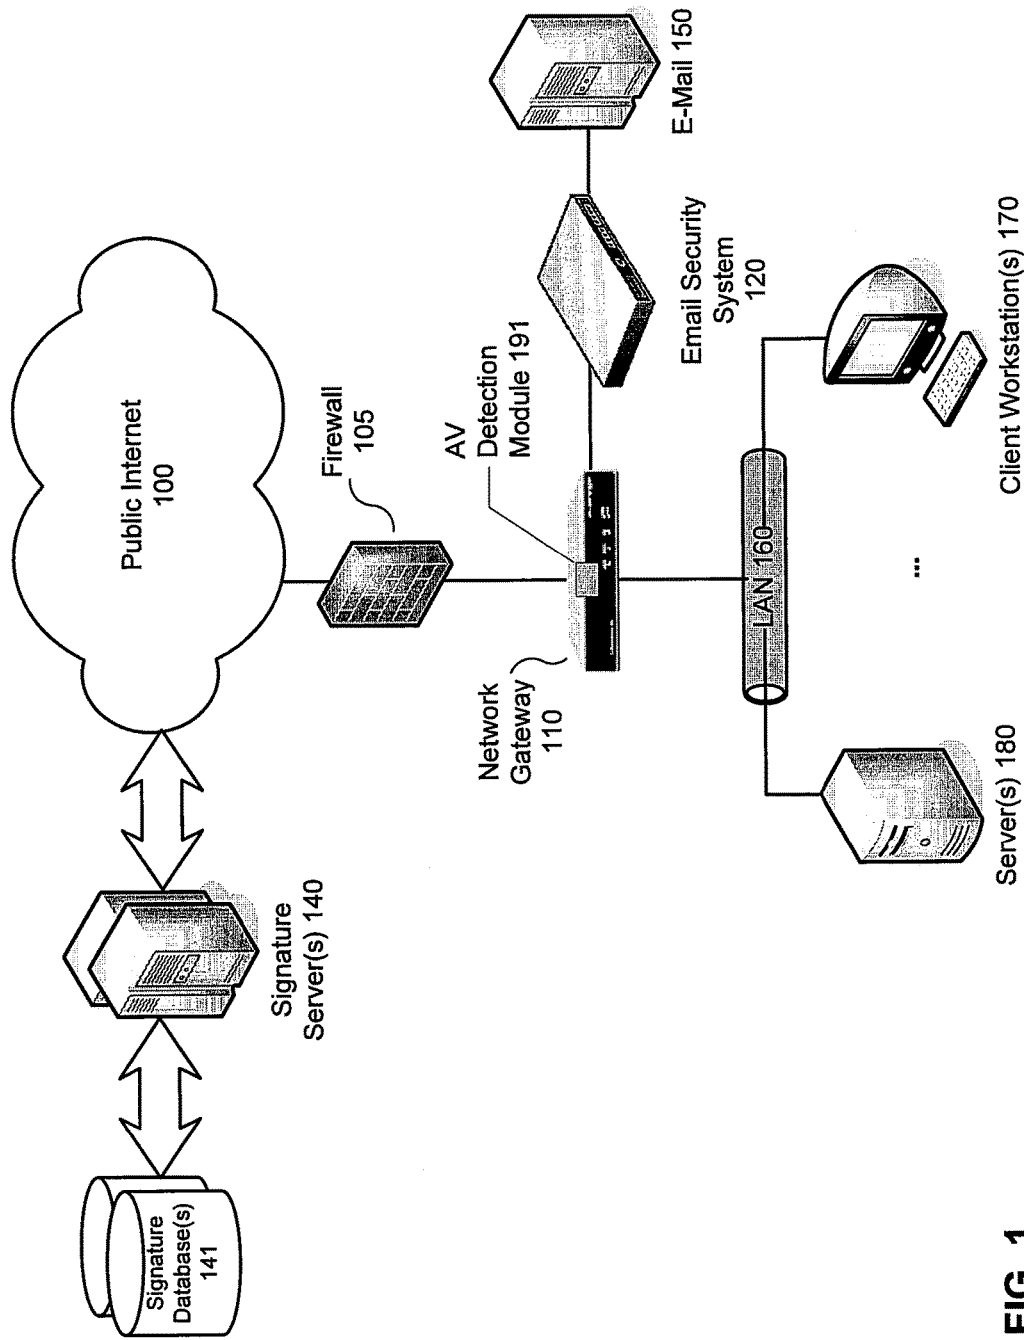 Public Internet
100
Signature
Database(s)
141
Signature
Server(s) 140
Firewall
105
AV
Detection
Module 191
Network
Gateway
110
Email Security
System
120
E-Mail 150
LAN 160
...
Server(s) 180
Client Workstation(s) 170
FIG. 1